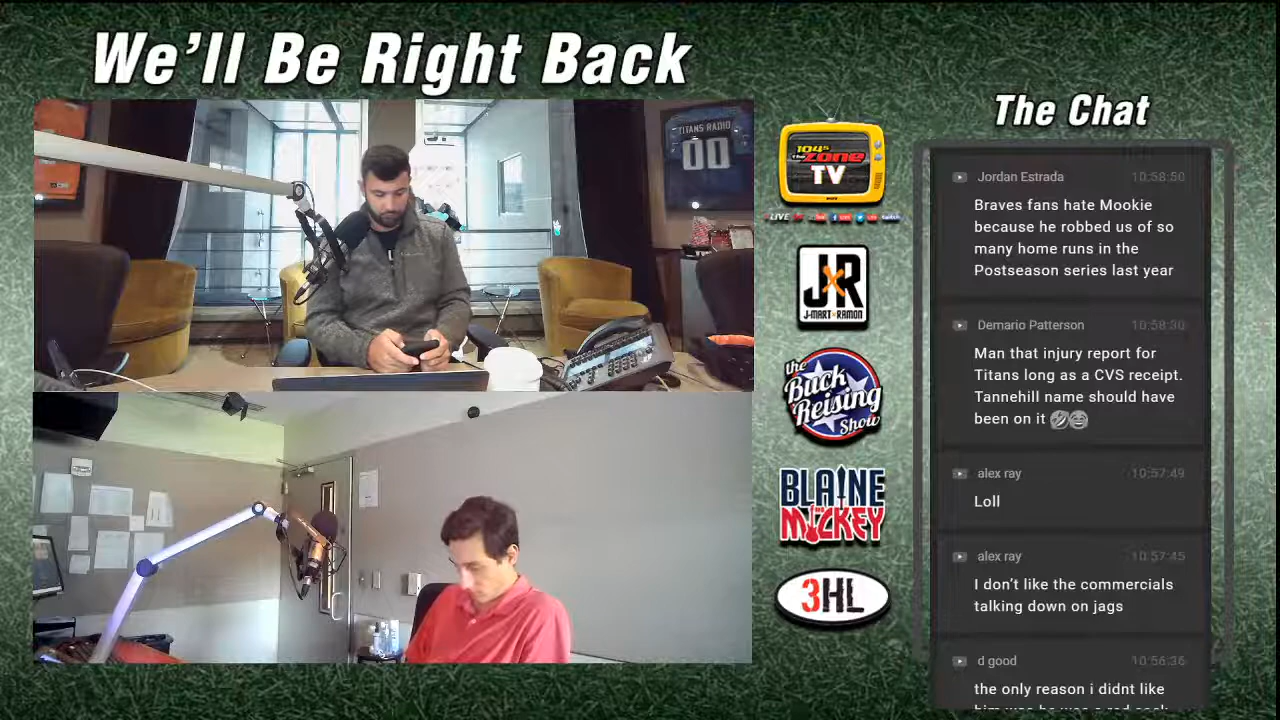 We'll Be Right Back
TITANS RADIO
00
104.5
the ZONE
TV
LIVE
J×R
J-MART × RAMON
the
Buck
Reising
Show
BLAINE
MICKEY
3HL
The Chat
Jordan Estrada 10:58:50
Braves fans hate Mookie
because he robbed us of so
many home runs in the
Postseason series last year
Demario Patterson 10:58:30
Man that injury report for
Titans long as a CVS receipt.
Tannehill name should have
been on it 🤣😂
alex ray 10:57:49
Loll
alex ray 10:57:45
I don't like the commercials
talking down on jags
d good 10:56:36
the only reason i didnt like